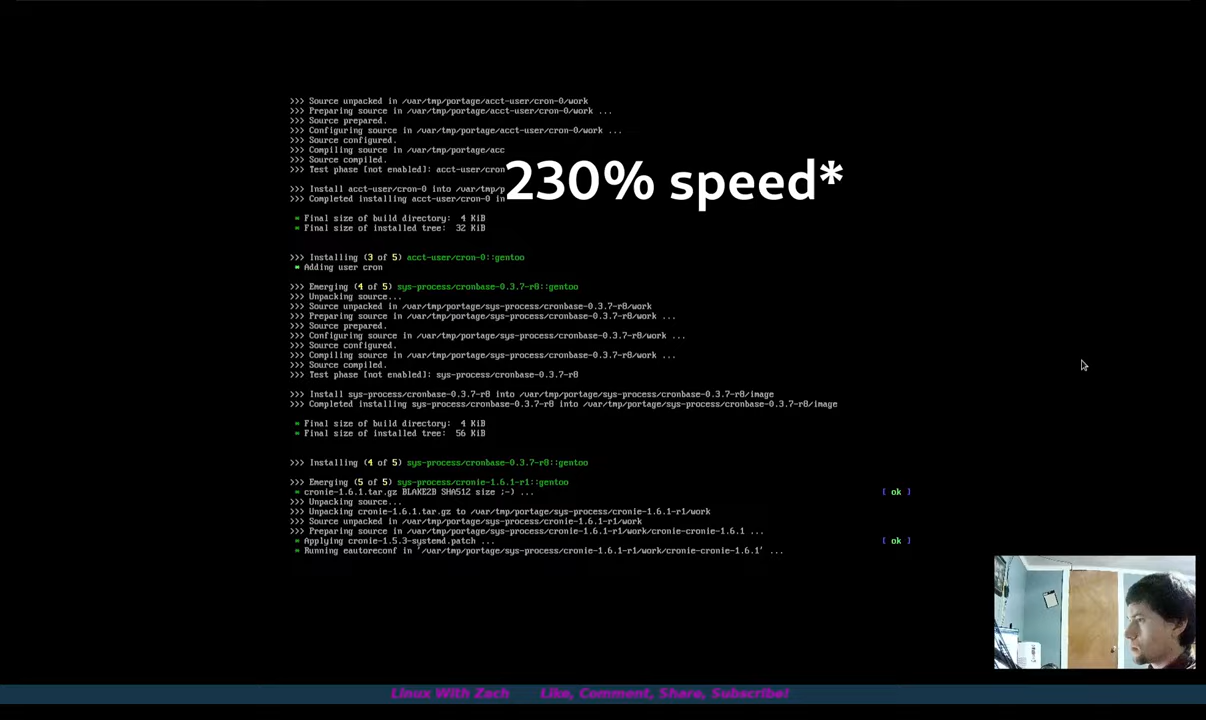 >>> Source unpacked in /var/tmp/portage/acct-user/cron-0/work
>>> Preparing source in /var/tmp/portage/acct-user/cron-0/work ...
>>> Source prepared.
>>> Configuring source in /var/tmp/portage/acct-user/cron-0/work ...
>>> Source configured.
>>> Compiling source in /var/tmp/portage/acc
>>> Source compiled.
>>> Test phase [not enabled]: acct-user/cron
230% speed*
>>> Install acct-user/cron-0 into /var/tmp/p
>>> Completed installing acct-user/cron-0 in
* Final size of build directory:  4 KiB
* Final size of installed tree:  32 KiB
>>> Installing (3 of 5) acct-user/cron-0::gentoo
* Adding user cron
>>> Emerging (4 of 5) sys-process/cronbase-0.3.7-r8::gentoo
>>> Unpacking source...
>>> Source unpacked in /var/tmp/portage/sys-process/cronbase-0.3.7-r8/work
>>> Preparing source in /var/tmp/portage/sys-process/cronbase-0.3.7-r8/work ...
>>> Source prepared.
>>> Configuring source in /var/tmp/portage/sys-process/cronbase-0.3.7-r8/work ...
>>> Source configured.
>>> Compiling source in /var/tmp/portage/sys-process/cronbase-0.3.7-r8/work ...
>>> Source compiled.
>>> Test phase [not enabled]: sys-process/cronbase-0.3.7-r8
>>> Install sys-process/cronbase-0.3.7-r8 into /var/tmp/portage/sys-process/cronbase-0.3.7-r8/image
>>> Completed installing sys-process/cronbase-0.3.7-r8 into /var/tmp/portage/sys-process/cronbase-0.3.7-r8/image
* Final size of build directory:  4 KiB
* Final size of installed tree:  56 KiB
>>> Installing (4 of 5) sys-process/cronbase-0.3.7-r8::gentoo
>>> Emerging (5 of 5) sys-process/cronie-1.6.1-r1::gentoo
* cronie-1.6.1.tar.gz BLAKE2B SHA512 size ;-) ... [ ok ]
>>> Unpacking source...
>>> Unpacking cronie-1.6.1.tar.gz to /var/tmp/portage/sys-process/cronie-1.6.1-r1/work
>>> Source unpacked in /var/tmp/portage/sys-process/cronie-1.6.1-r1/work
>>> Preparing source in /var/tmp/portage/sys-process/cronie-1.6.1-r1/work/cronie-cronie-1.6.1 ...
* Applying cronie-1.5.3-systemd.patch ... [ ok ]
* Running eautoreconf in '/var/tmp/portage/sys-process/cronie-1.6.1-r1/work/cronie-cronie-1.6.1' ...
Linux With Zach Like, Comment, Share, Subscribe!